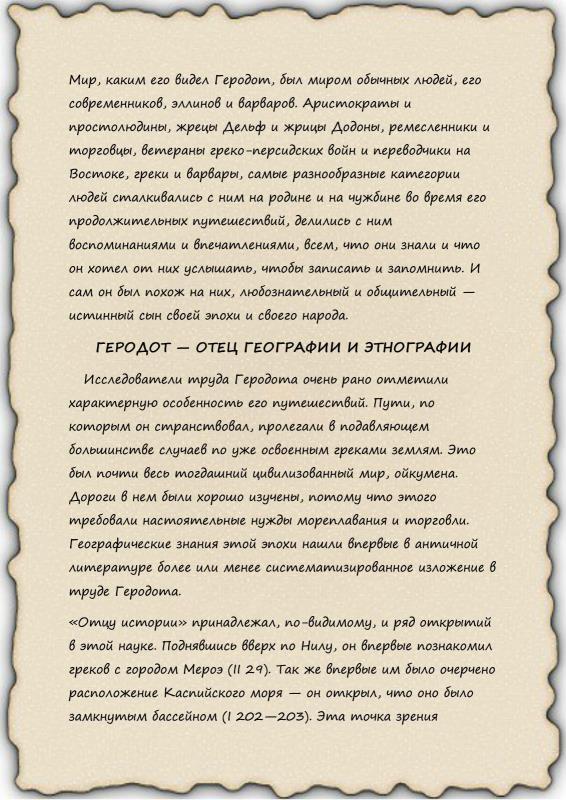 Мир, каким его видел Геродот, был миром обычных людей, его
современников, эллинов и варваров. Аристократы и
простолюдины, жрецы Дельф и жрицы Додоны, ремесленники и
торговцы, ветераны греко-персидских войн и переводчики на
Востоке, греки и варвары, самые разнообразные категории
людей сталкивались с ним на родине и на чужбине во время его
продолжительных путешествий, делились с ним
воспоминаниями и впечатлениями, всем, что они знали и что
он хотел от них услышать, чтобы записать и запомнить. И
сам он был похож на них, любознательный и общительный —
истинный сын своей эпохи и своего народа.
ГЕРОДОТ — ОТЕЦ ГЕОГРАФИИ И ЭТНОГРАФИИ
Исследователи труда Геродота очень рано отметили
характерную особенность его путешествий. Пути, по
которым он странствовал, пролегали в подавляющем
большинстве случаев по уже освоенным греками землям. Это
был почти весь тогдашний цивилизованный мир, ойкумена.
Дороги в нем были хорошо изучены, потому что этого
требовали настоятельные нужды мореплавания и торговли.
Географические знания этой эпохи нашли впервые в античной
литературе более или менее систематизированное изложение в
труде Геродота.
«Отцу истории» принадлежал, по-видимому, и ряд открытий
в этой науке. Поднявшись вверх по Нилу, он впервые познакомил
греков с городом Мероэ (II 29). Так же впервые им было очерчено
расположение Каспийского моря — он открыл, что оно было
замкнутым бассейном (I 202—203). Эта точка зрения